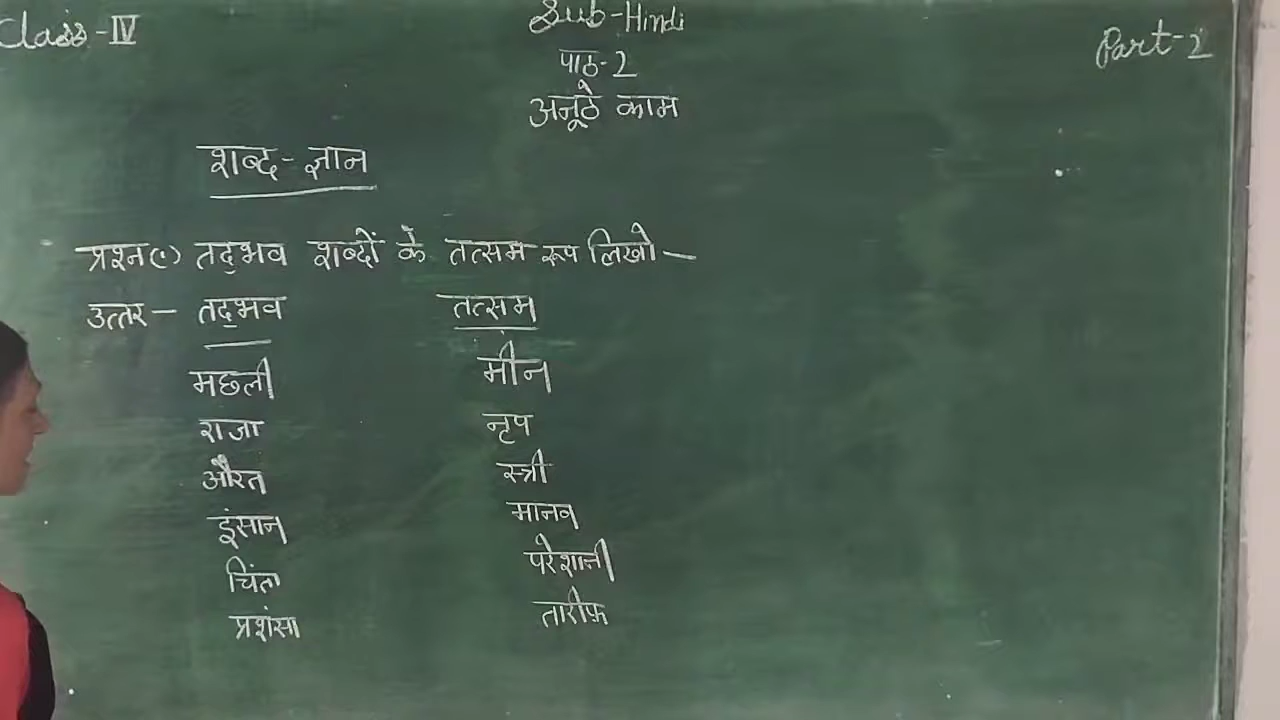 Class-IV
Sub-Hindi
Part-2
पाठ-2
अनूठे काम
शब्द-ज्ञान
प्रश्न(१) तद्भव शब्दों के तत्सम रूप लिखो—
उत्तर— तद्भव तत्सम
मछली मीन
राजा नृप
औरत स्त्री
इंसान मानव
चिंता परेशानी
प्रशंसा तारीफ़